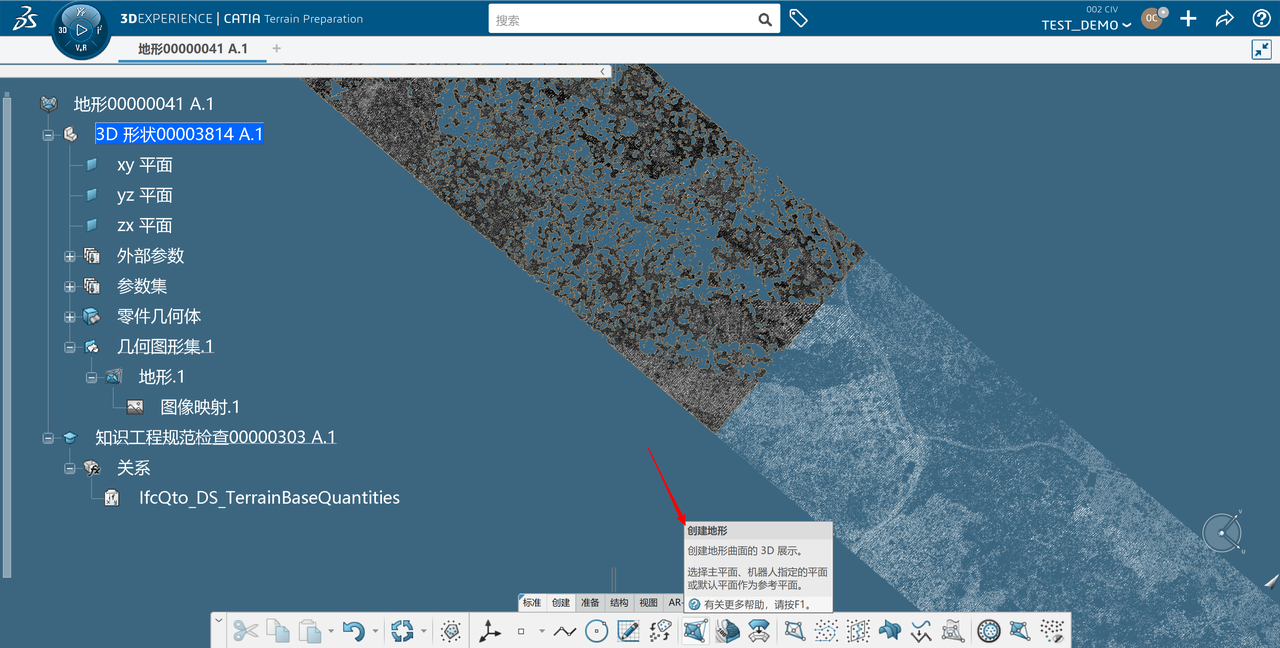 3DEXPERIENCE | CATIA Terrain Preparation
搜索
002 CIV
TEST_DEMO
OC
3D
V.R
地形00000041 A.1
地形00000041 A.1
3D 形状00003814 A.1
xy 平面
yz 平面
zx 平面
外部参数
参数集
零件几何体
几何图形集.1
地形.1
图像映射.1
知识工程规范检查00000303 A.1
关系
IfcQto_DS_TerrainBaseQuantities
创建地形
创建地形曲面的 3D 展示。
选择主平面、机器人指定的平面
或默认平面作为参考平面。
有关更多帮助，请按F1。
标准 创建 准备 结构 视图 AR-